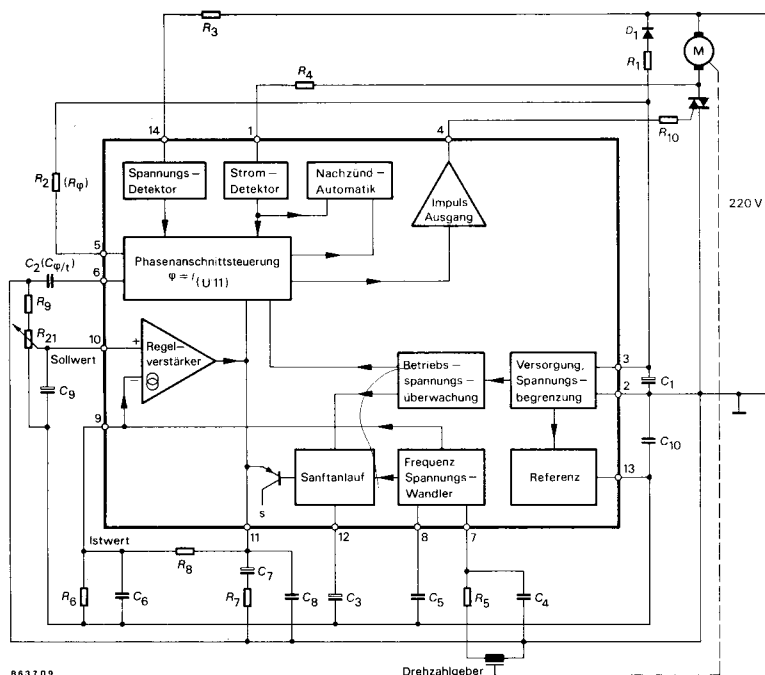 R3
D1
M
R1
R4
R10
14
1
4
220 V
R2 (Rφ)
Spannungs-
Detektor
Strom-
Detektor
Nachzünd-
Automatik
Impuls
Ausgang
5
C2 (Cφ/t)
6
Phasenanschnittsteuerung
φ = f(U11)
R9
R21
10
Sollwert
+
−
Regel-
verstärker
C9
9
Betriebs-
spannungs-
überwachung
Versorgung,
Spannungs-
begrenzung
3
2
C1
C10
13
Sanftanlauf
Frequenz
Spannungs-
Wandler
Referenz
s
Istwert
11
12
8
7
R8
R6
C6
C7
R7
C8
C3
C5
R5
C4
Drehzahlgeber
863709